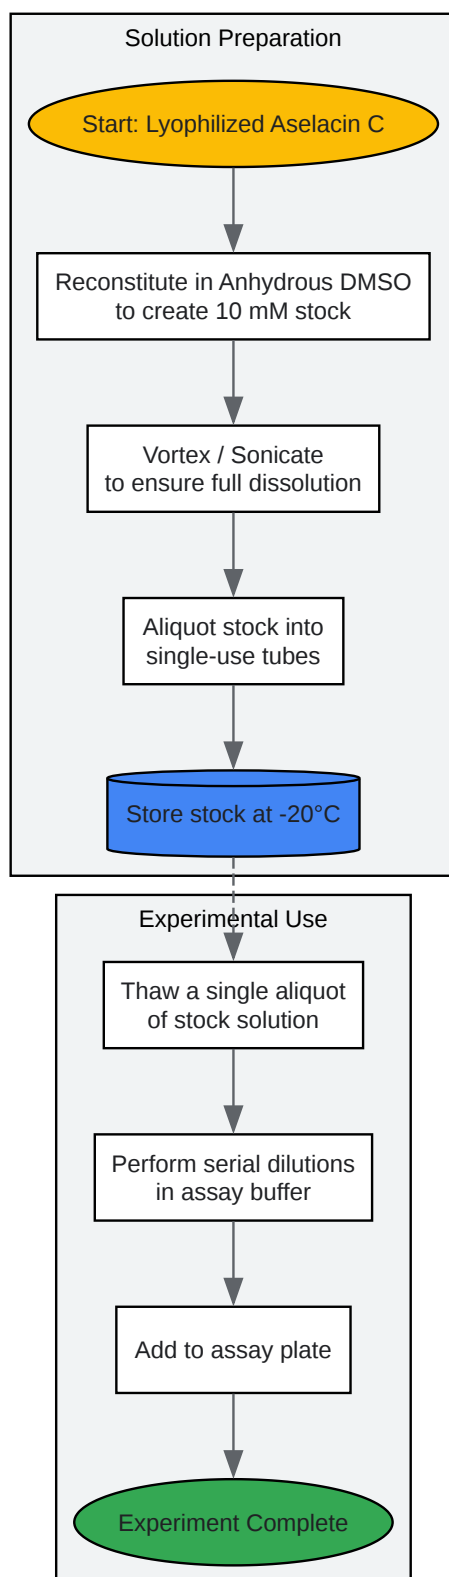 Solution Preparation
Start: Lyophilized Aselacin C
Reconstitute in Anhydrous DMSO
to create 10 mM stock
Vortex / Sonicate
to ensure full dissolution
Aliquot stock into
single-use tubes
Store stock at -20°C
Experimental Use
Thaw a single aliquot
of stock solution
Perform serial dilutions
in assay buffer
Add to assay plate
Experiment Complete